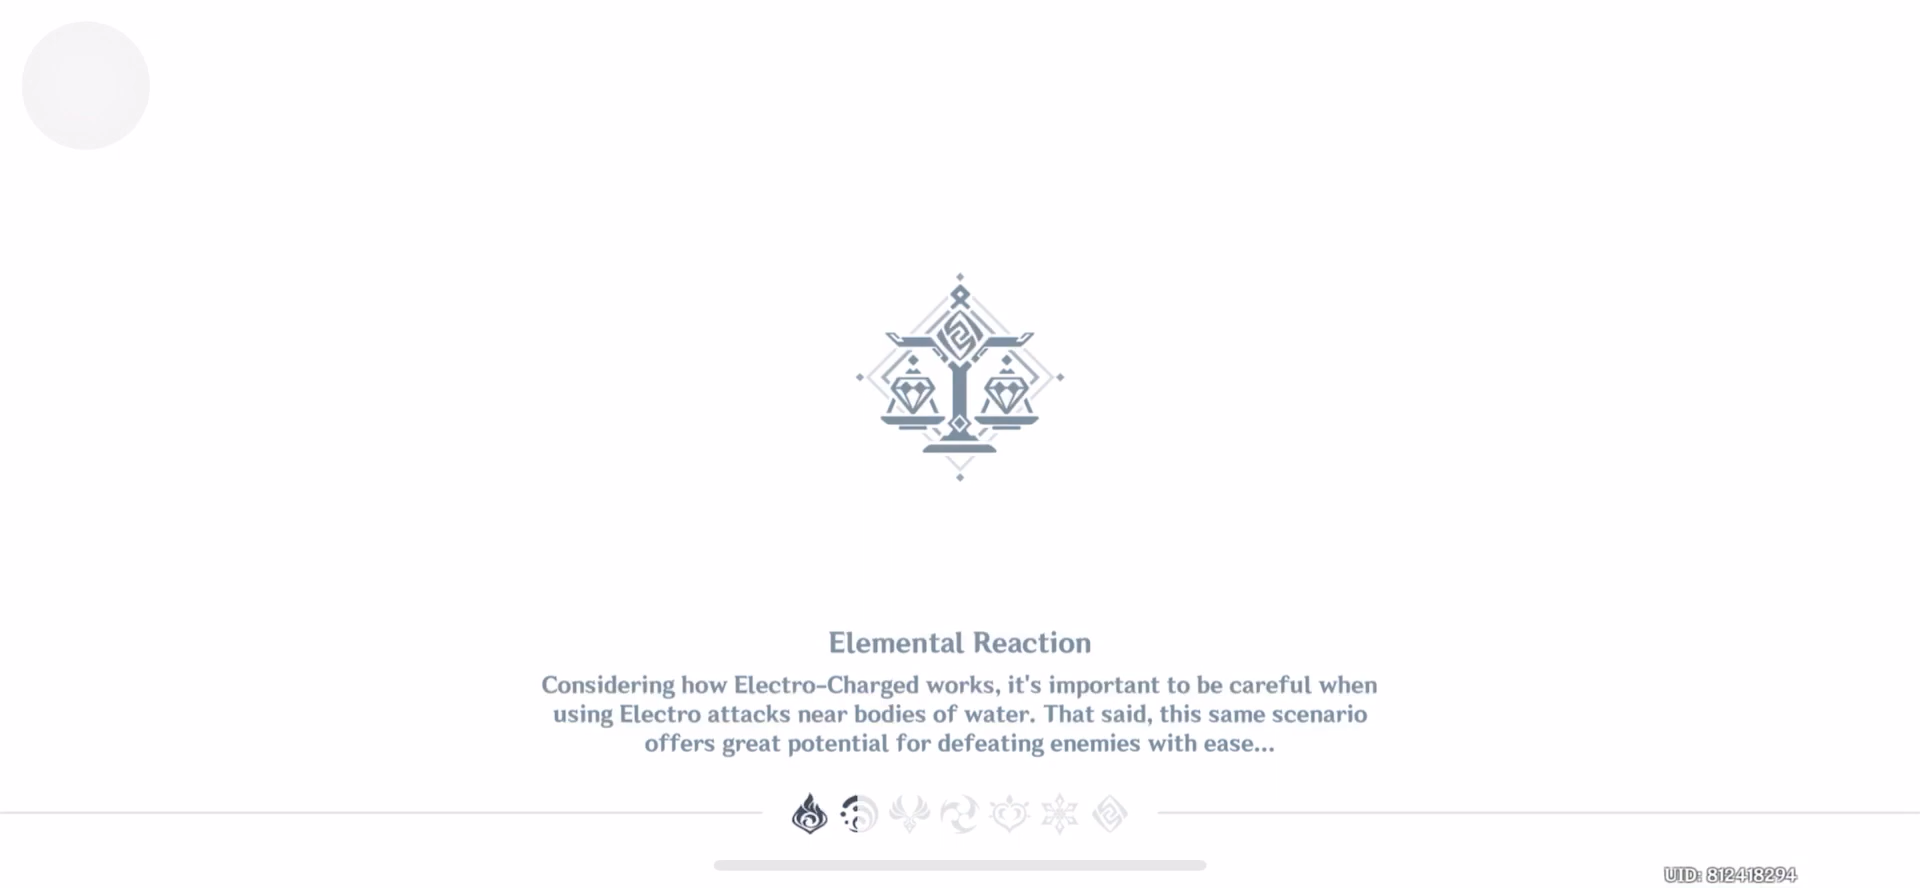 Elemental Reaction
Considering how Electro-Charged works, it's important to be careful when
using Electro attacks near bodies of water. That said, this same scenario
offers great potential for defeating enemies with ease...
UID: 812418294